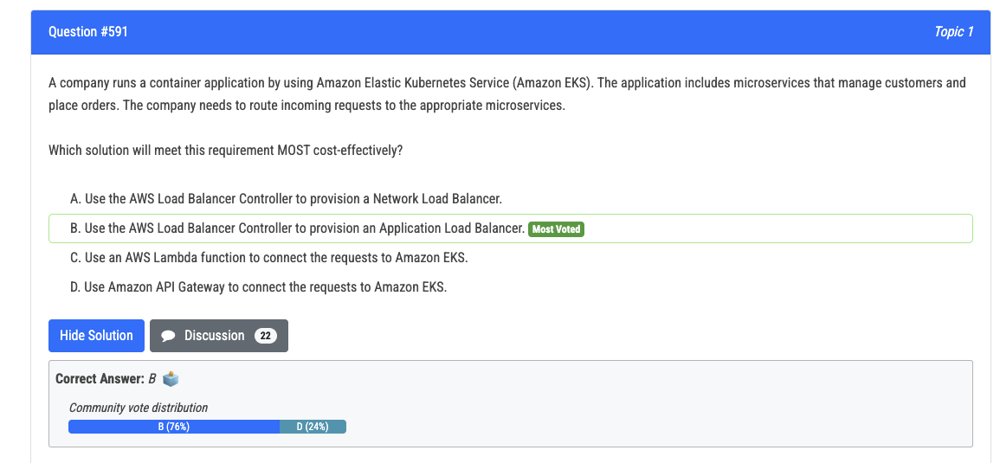 Question #591
Topic 1
A company runs a container application by using Amazon Elastic Kubernetes Service (Amazon EKS). The application includes microservices that manage customers and
place orders. The company needs to route incoming requests to the appropriate microservices.
Which solution will meet this requirement MOST cost-effectively?
A. Use the AWS Load Balancer Controller to provision a Network Load Balancer.
B. Use the AWS Load Balancer Controller to provision an Application Load Balancer. Most Voted
C. Use an AWS Lambda function to connect the requests to Amazon EKS.
D. Use Amazon API Gateway to connect the requests to Amazon EKS.
Hide Solution
Discussion 22
Correct Answer: B
Community vote distribution
B (76%)
D (24%)